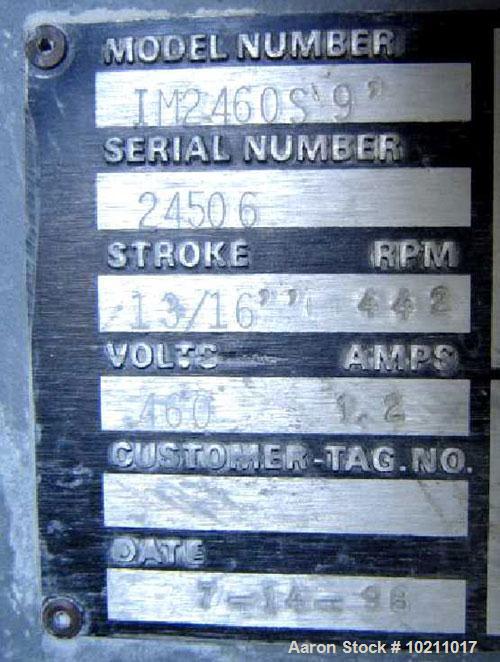 MODEL NUMBER
IM2460S 9"
SERIAL NUMBER
24506
STROKE RPM
13/16" 442
VOLTS AMPS
460 1.2
CUSTOMER-TAG.NO.
DATE
7-14-98
Aaron Stock # 10211017